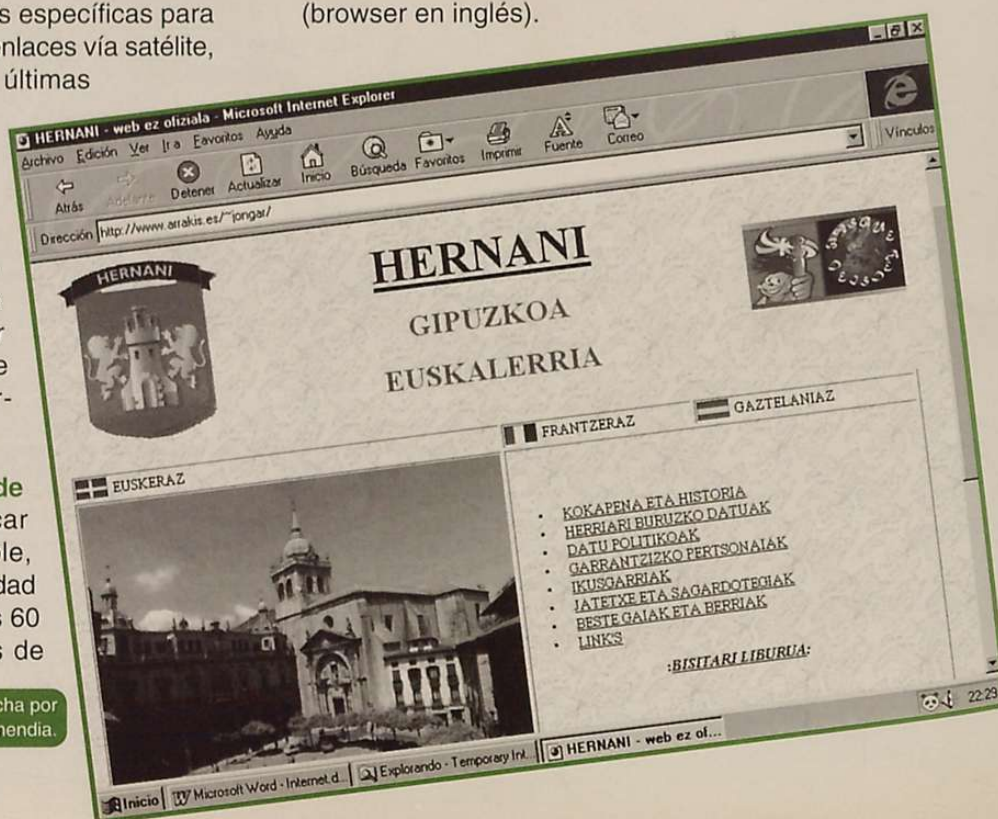 s específicas para
enlaces vía satélite,
últimas
(browser en inglés).
r
e
r-
de
car
le,
dad
s 60
s de
cha por
nendia.
HERNANI - web ez ofiziala - Microsoft Internet Explorer
Archivo Edición Ver Ir a Favoritos Ayuda
Atrás Adelante Detener Actualizar Inicio Búsqueda Favoritos Imprimir Fuente Correo
Dirección http://www.arrakis.es/~jongar/ Vínculos
HERNANI
HERNANI
GIPUZKOA
EUSKALERRIA
EUSKERAZ FRANTZERAZ GAZTELANIAZ
• KOKAPENA ETA HISTORIA
• HERRIARI BURUZKO DATUAK
• DATU POLITIKOAK
• GARRANTZIZKO PERTSONAIAK
• IKUSGARRIAK
• JATETXE ETA SAGARDOTEGIAK
• BESTE GAIAK ETA BERRIAK
• LINKS
:BISITARI LIBURUA:
Inicio Microsoft Word - Internet.d... Explorando - Temporary Int... HERNANI - web ez of... 22:29